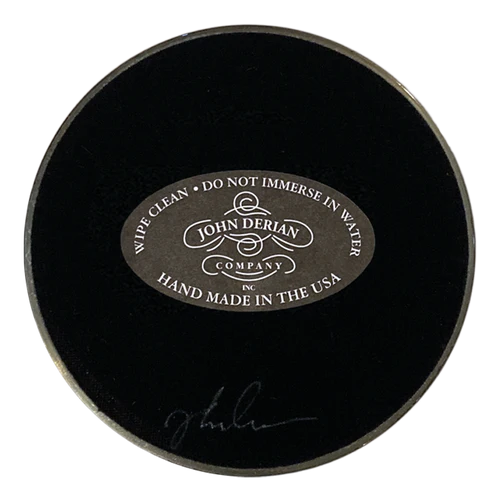 WIPE CLEAN • DO NOT IMMERSE IN WATER
JOHN DERIAN
COMPANY
INC
HAND MADE IN THE USA